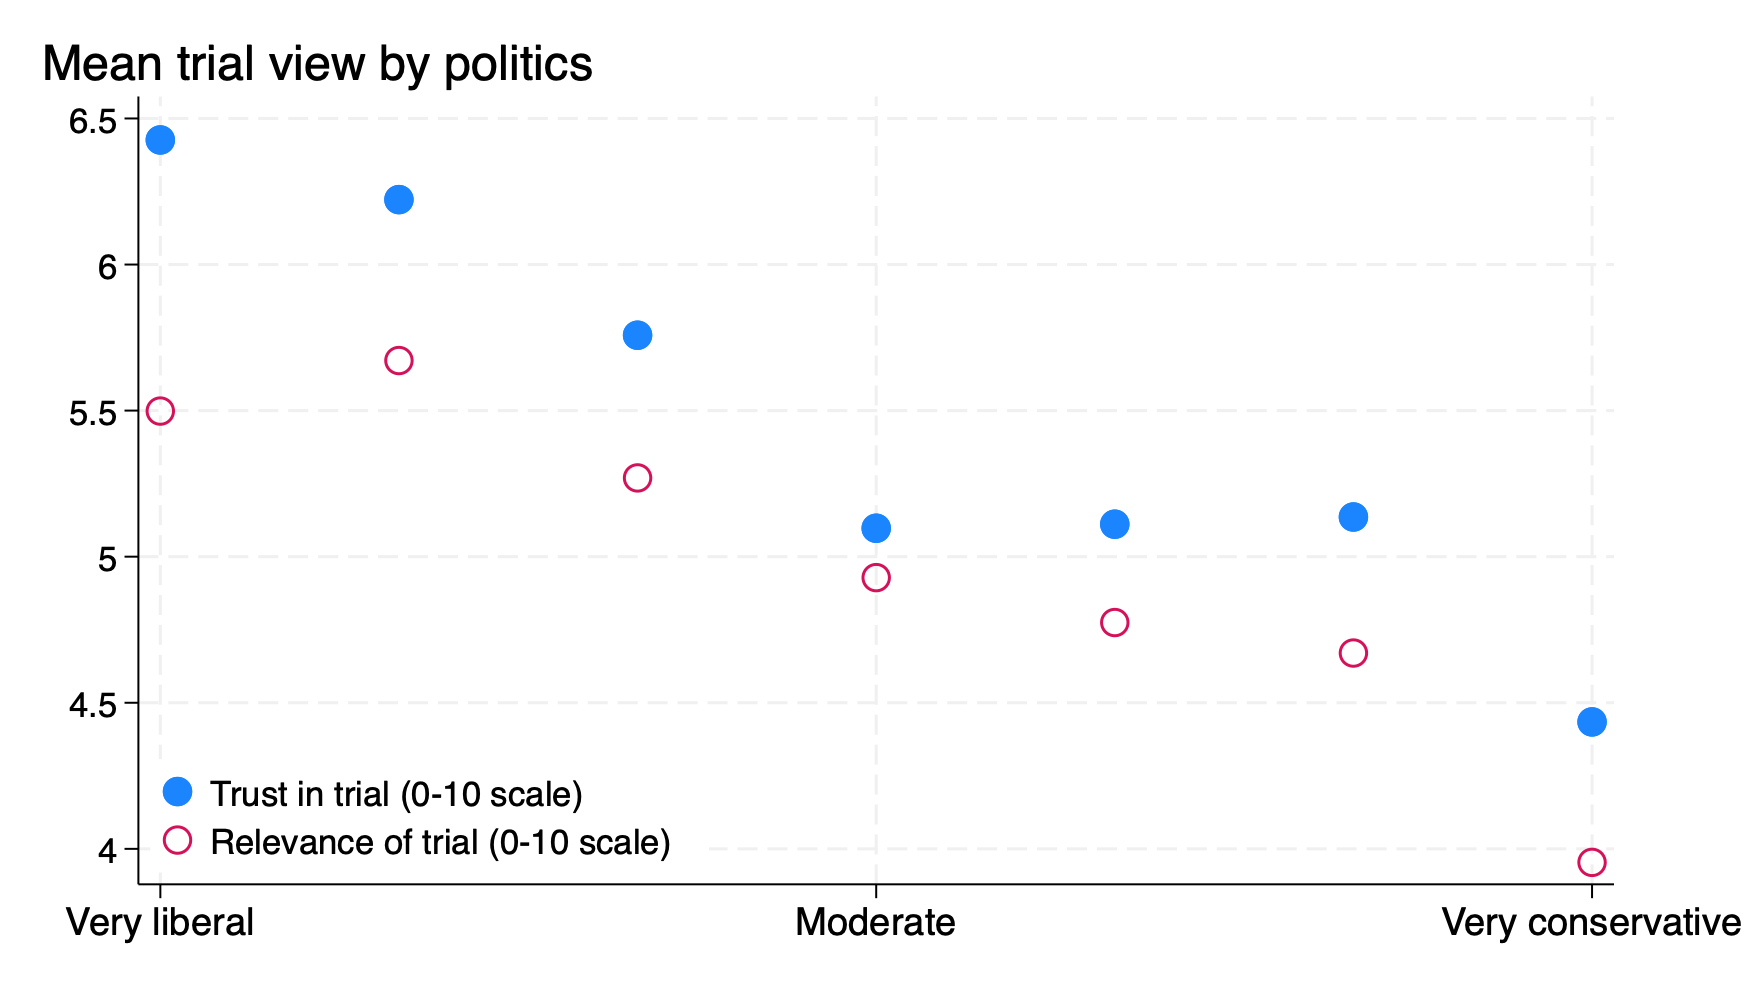 Mean trial view by politics
6.5
6
5.5
5
4.5
4
Trust in trial (0-10 scale)
Relevance of trial (0-10 scale)
Very liberal
Moderate
Very conservative